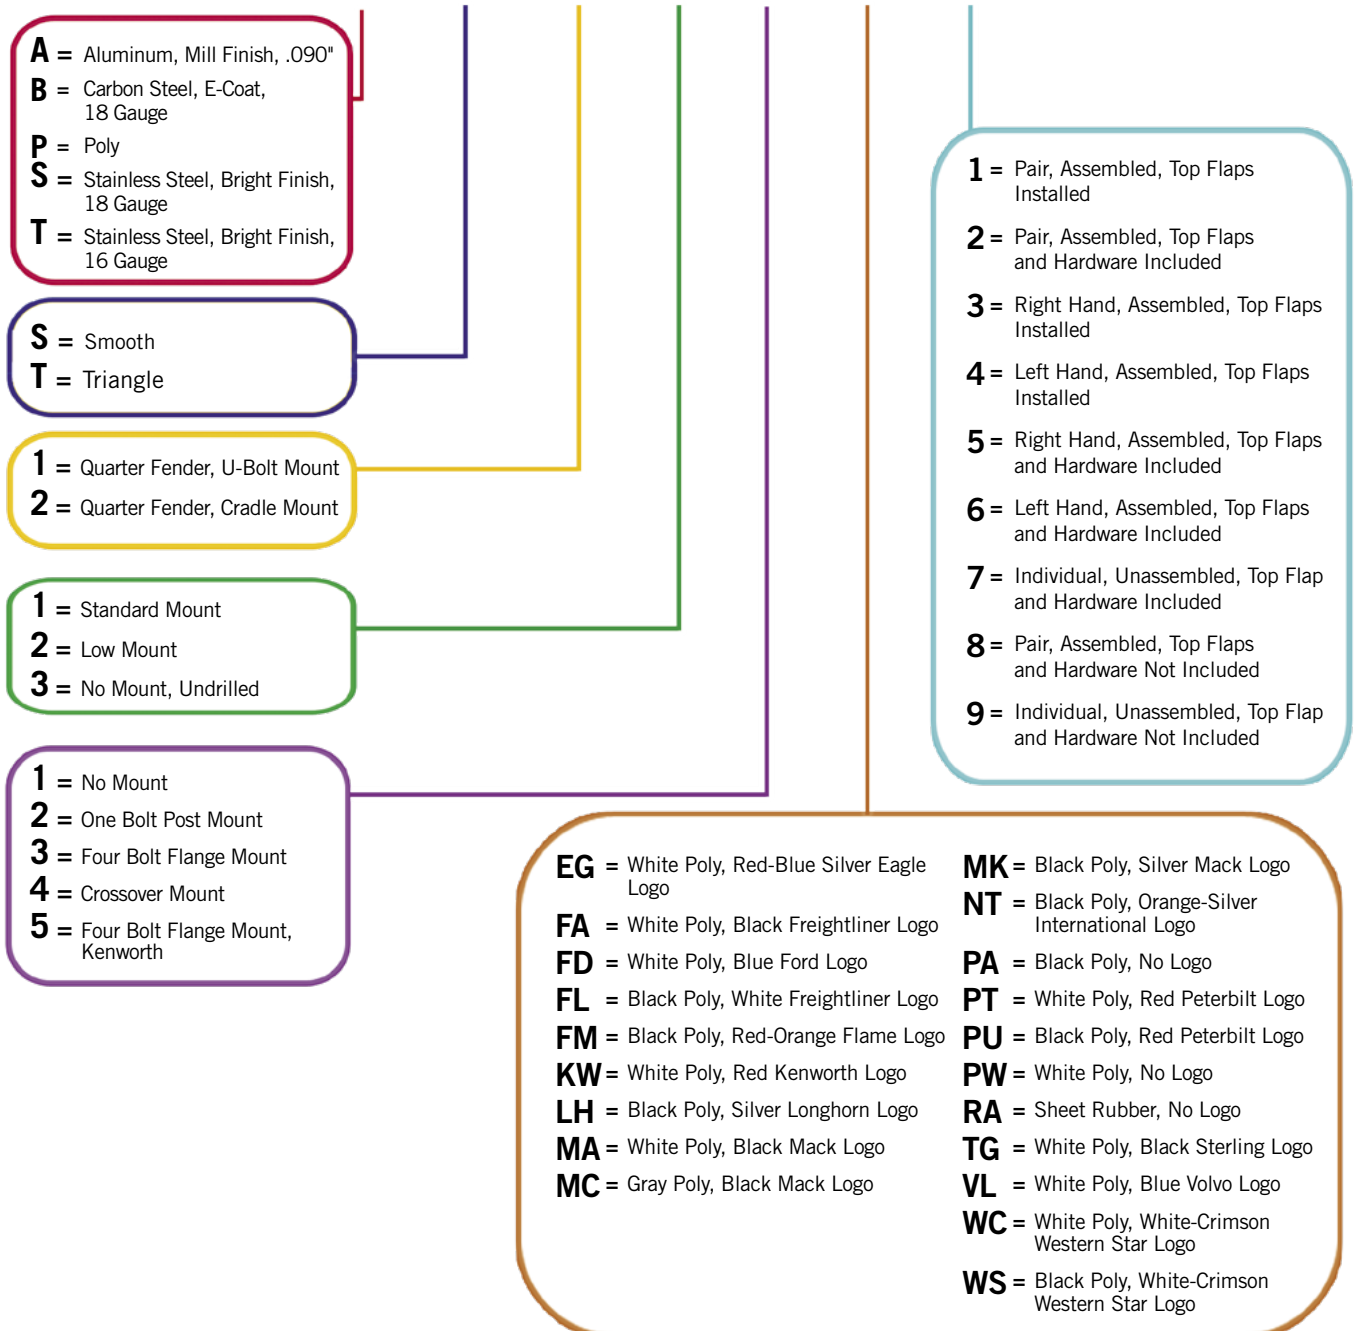 A = Aluminum, Mill Finish, .090"
B = Carbon Steel, E-Coat,
18 Gauge
P = Poly
S = Stainless Steel, Bright Finish,
18 Gauge
T = Stainless Steel, Bright Finish,
16 Gauge
S = Smooth
T = Triangle
1 = Quarter Fender, U-Bolt Mount
2 = Quarter Fender, Cradle Mount
1 = Standard Mount
2 = Low Mount
3 = No Mount, Undrilled
1 = No Mount
2 = One Bolt Post Mount
3 = Four Bolt Flange Mount
4 = Crossover Mount
5 = Four Bolt Flange Mount,
Kenworth
EG = White Poly, Red-Blue Silver Eagle
Logo
FA = White Poly, Black Freightliner Logo
FD = White Poly, Blue Ford Logo
FL = Black Poly, White Freightliner Logo
FM = Black Poly, Red-Orange Flame Logo
KW = White Poly, Red Kenworth Logo
LH = Black Poly, Silver Longhorn Logo
MA = White Poly, Black Mack Logo
MC = Gray Poly, Black Mack Logo
MK = Black Poly, Silver Mack Logo
NT = Black Poly, Orange-Silver
International Logo
PA = Black Poly, No Logo
PT = White Poly, Red Peterbilt Logo
PU = Black Poly, Red Peterbilt Logo
PW = White Poly, No Logo
RA = Sheet Rubber, No Logo
TG = White Poly, Black Sterling Logo
VL = White Poly, Blue Volvo Logo
WC = White Poly, White-Crimson
Western Star Logo
WS = Black Poly, White-Crimson
Western Star Logo
1 = Pair, Assembled, Top Flaps
Installed
2 = Pair, Assembled, Top Flaps
and Hardware Included
3 = Right Hand, Assembled, Top Flaps
Installed
4 = Left Hand, Assembled, Top Flaps
Installed
5 = Right Hand, Assembled, Top Flaps
and Hardware Included
6 = Left Hand, Assembled, Top Flaps
and Hardware Included
7 = Individual, Unassembled, Top Flap
and Hardware Included
8 = Pair, Assembled, Top Flaps
and Hardware Not Included
9 = Individual, Unassembled, Top Flap
and Hardware Not Included